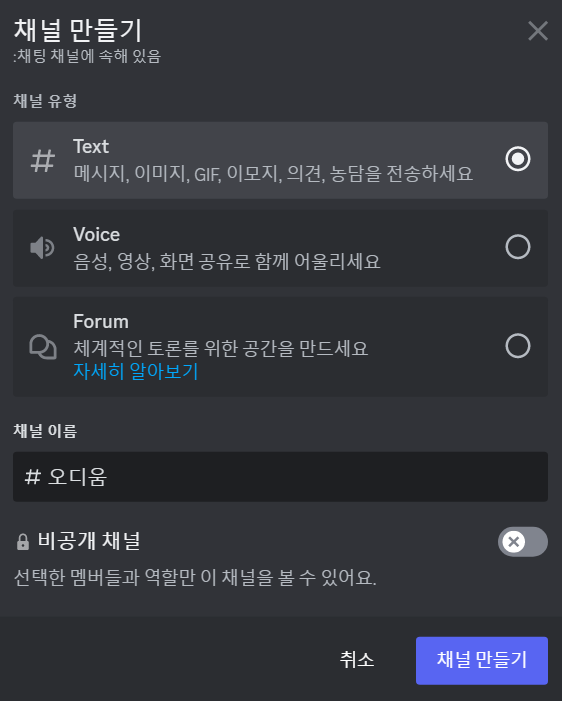 채널 만들기
:채팅 채널에 속해 있음
채널 유형
Text
메시지, 이미지, GIF, 이모지, 의견, 농담을 전송하세요
Voice
음성, 영상, 화면 공유로 함께 어울리세요
Forum
체계적인 토론를 위한 공간을 만드세요
자세히 알아보기
채널 이름
# 오디움
비공개 채널
선택한 멤버들과 역할만 이 채널을 볼 수 있어요.
취소
채널 만들기